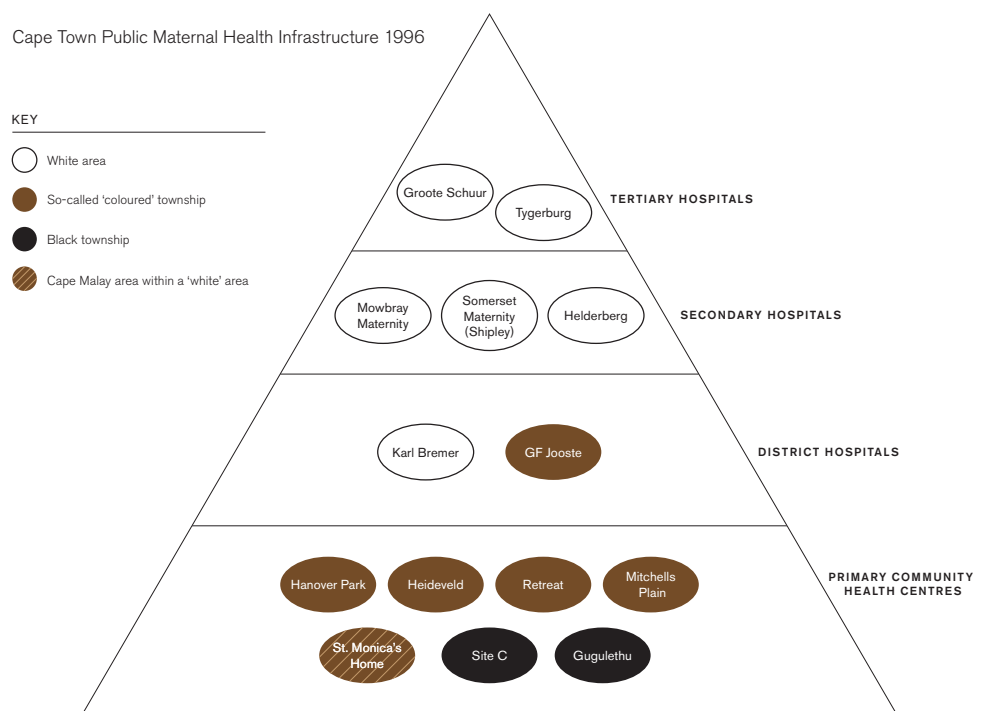 Cape Town Public Maternal Health Infrastructure 1996
KEY
White area
So-called ‘coloured’ township
Black township
Cape Malay area within a ‘white’ area
Groote Schuur
Tygerburg
TERTIARY HOSPITALS
Mowbray
Maternity
Somerset
Maternity
(Shipley)
Helderberg
SECONDARY HOSPITALS
Karl Bremer
GF Jooste
DISTRICT HOSPITALS
Hanover Park
Heideveld
Retreat
Mitchells
Plain
PRIMARY COMMUNITY
HEALTH CENTRES
St. Monica’s
Home
Site C
Gugulethu